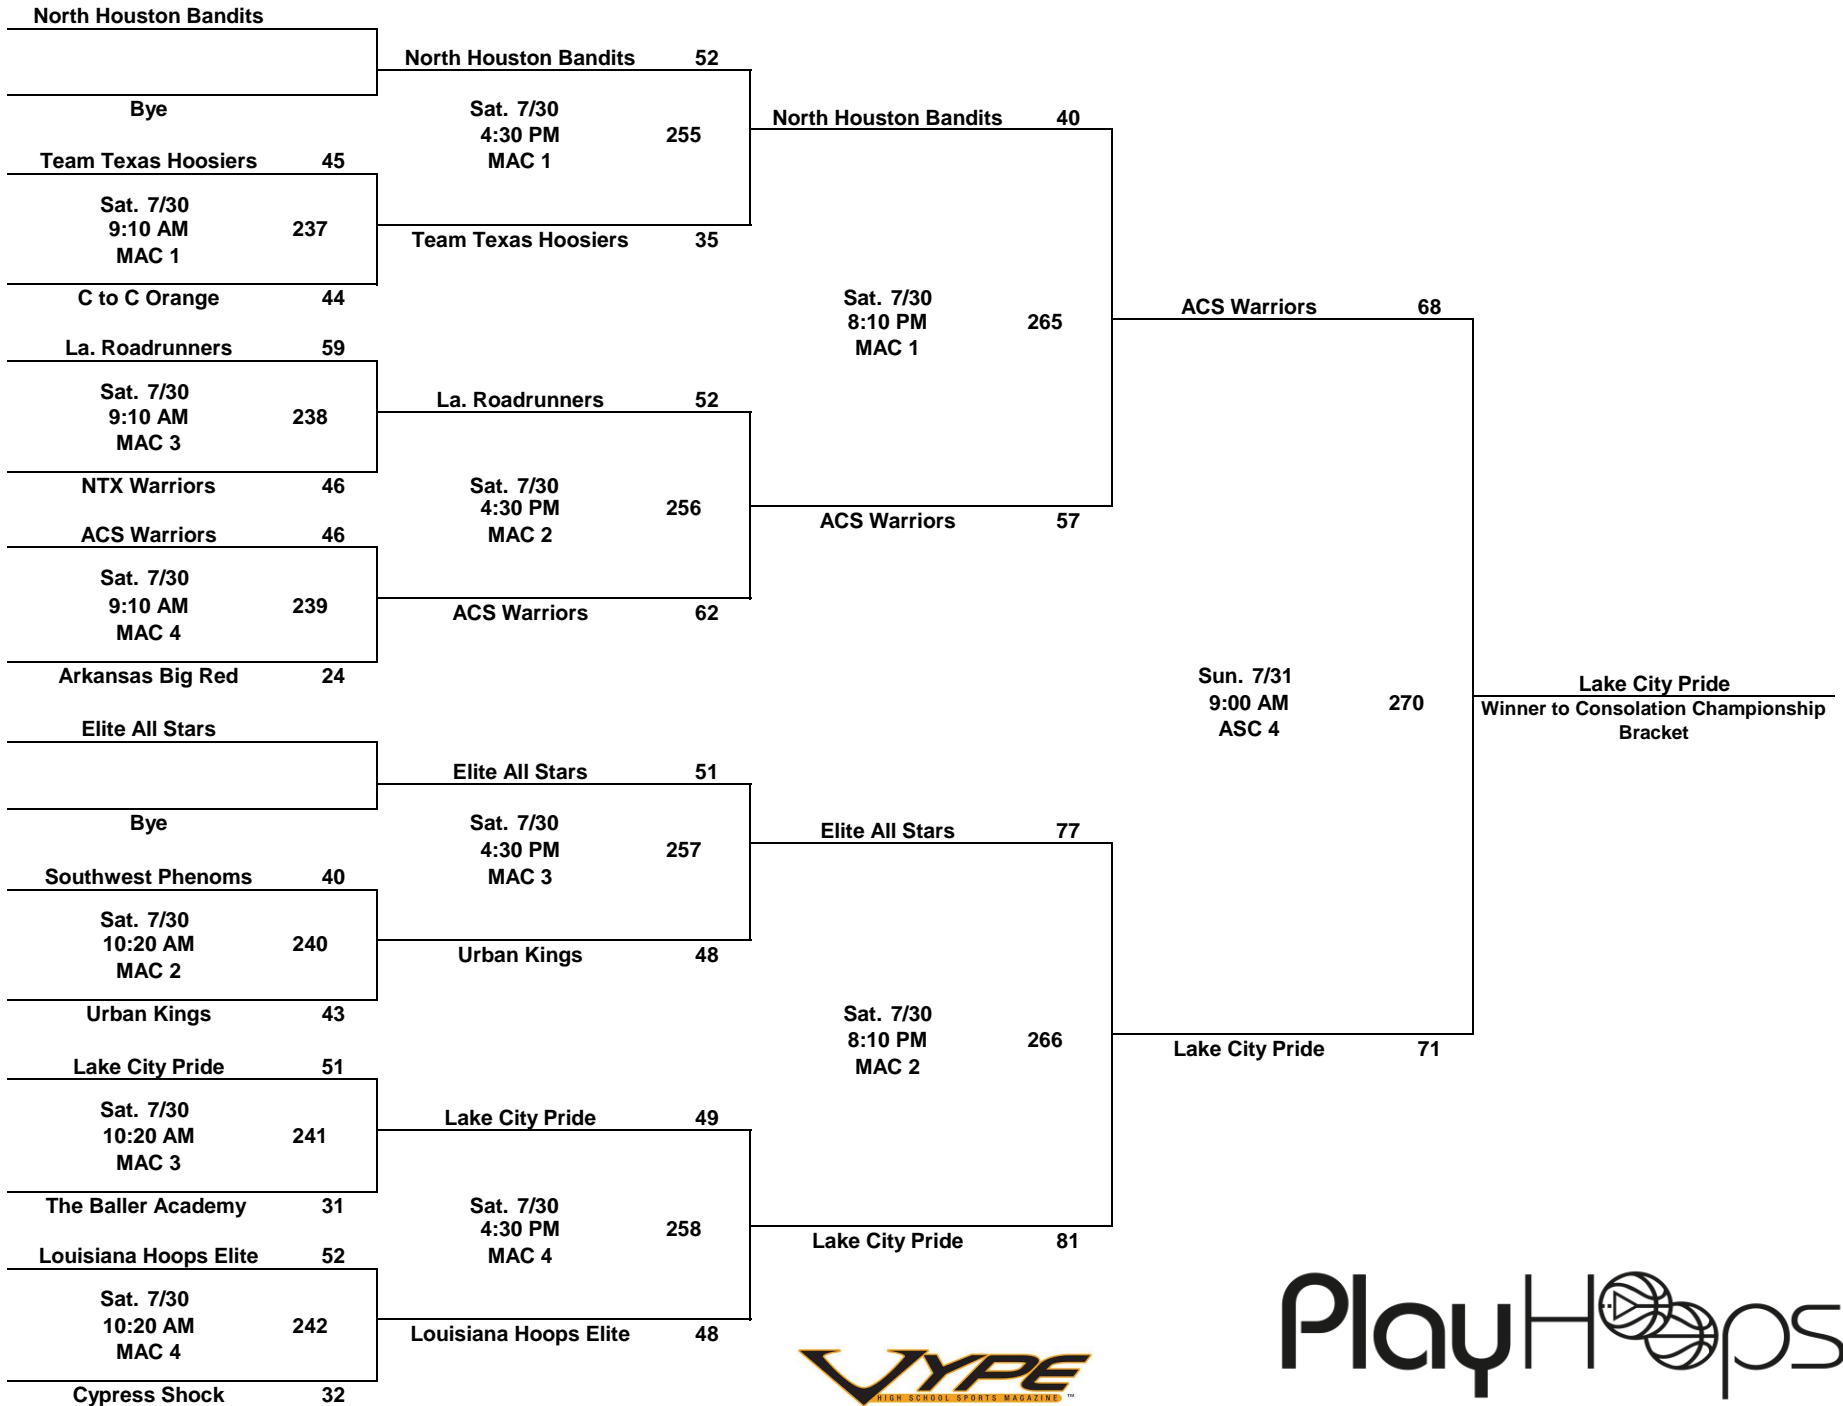 North Houston Bandits
Bye
Team Texas Hoosiers 45
Sat. 7/30
9:10 AM 237
MAC 1
C to C Orange 44
La. Roadrunners 59
Sat. 7/30
9:10 AM 238
MAC 3
NTX Warriors 46
ACS Warriors 46
Sat. 7/30
9:10 AM 239
MAC 4
Arkansas Big Red 24
Elite All Stars
Bye
Southwest Phenoms 40
Sat. 7/30
10:20 AM 240
MAC 2
Urban Kings 43
Lake City Pride 51
Sat. 7/30
10:20 AM 241
MAC 3
The Baller Academy 31
Louisiana Hoops Elite 52
Sat. 7/30
10:20 AM 242
MAC 4
Cypress Shock 32
North Houston Bandits 52
Sat. 7/30
4:30 PM 255
MAC 1
Team Texas Hoosiers 35
La. Roadrunners 52
Sat. 7/30
4:30 PM 256
MAC 2
ACS Warriors 62
Elite All Stars 51
Sat. 7/30
4:30 PM 257
MAC 3
Urban Kings 48
Lake City Pride 49
Sat. 7/30
4:30 PM 258
MAC 4
Louisiana Hoops Elite 48
North Houston Bandits 40
Sat. 7/30
8:10 PM 265
MAC 1
ACS Warriors 57
Elite All Stars 77
Sat. 7/30
8:10 PM 266
MAC 2
Lake City Pride 81
ACS Warriors 68
Sun. 7/31
9:00 AM 270
ASC 4
Lake City Pride 71
Lake City Pride
Winner to Consolation Championship
Bracket
VYPE
HIGH SCHOOL SPORTS MAGAZINE ™
PlayHoops